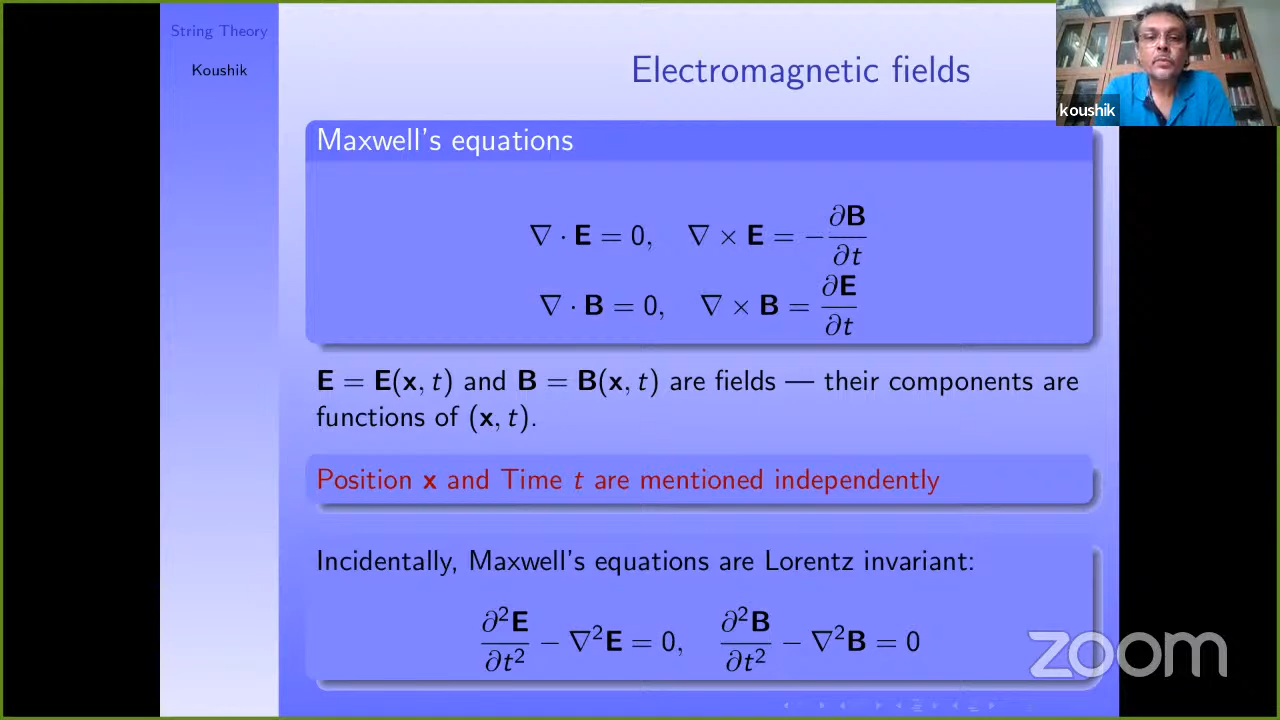 String Theory
Koushik
Electromagnetic fields
koushik
Maxwell's equations
∇ · E = 0, ∇ × E = −∂B/∂t
∇ · B = 0, ∇ × B = ∂E/∂t
E = E(x, t) and B = B(x, t) are fields — their components are
functions of (x, t).
Position x and Time t are mentioned independently
Incidentally, Maxwell's equations are Lorentz invariant:
∂²E/∂t² − ∇²E = 0, ∂²B/∂t² − ∇²B = 0
zoom